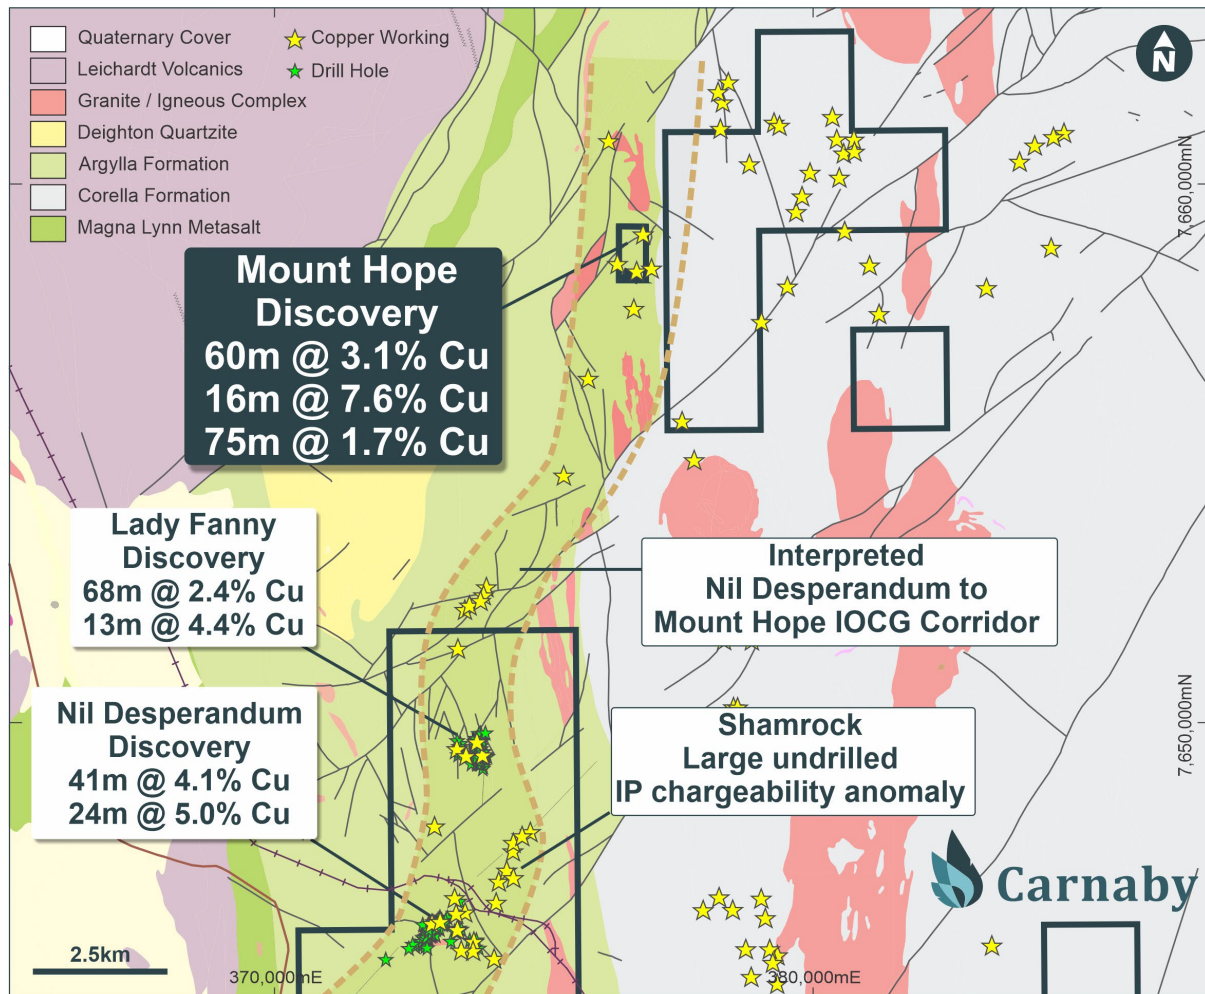 Quaternary Cover
Leichardt Volcanics
Granite / Igneous Complex
Deighton Quartzite
Argylla Formation
Corella Formation
Magna Lynn Metasalt
Copper Working
Drill Hole
N
7,660,000mN
Mount Hope
Discovery
60m @ 3.1% Cu
16m @ 7.6% Cu
75m @ 1.7% Cu
Lady Fanny
Discovery
68m @ 2.4% Cu
13m @ 4.4% Cu
Interpreted
Nil Desperandum to
Mount Hope IOCG Corridor
Nil Desperandum
Discovery
41m @ 4.1% Cu
24m @ 5.0% Cu
Shamrock
Large undrilled
IP chargeability anomaly
7,650,000mN
Carnaby
2.5km
370,000mE
380,000mE